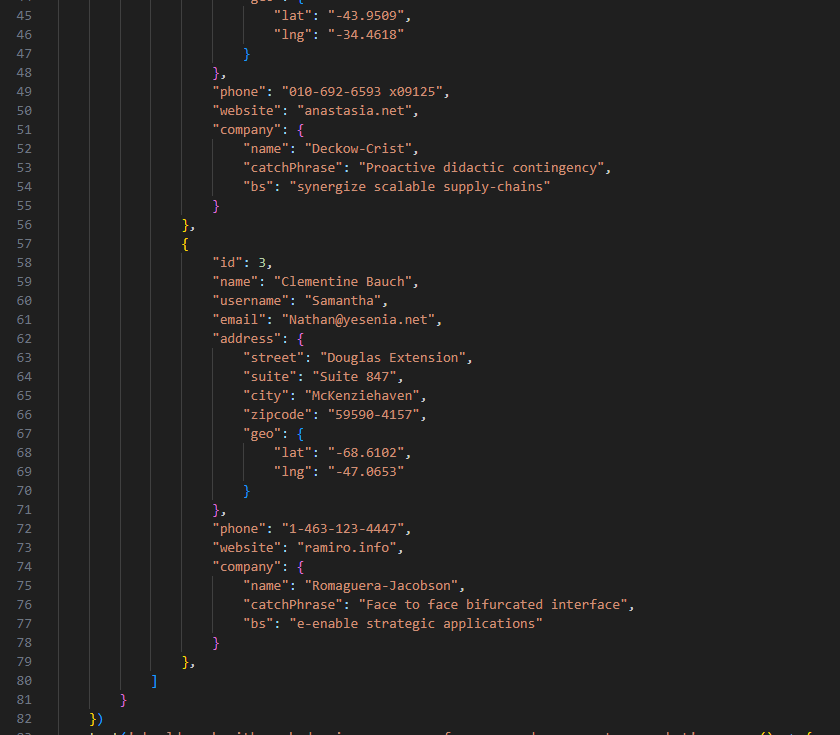 45 "lat": "-43.9509",
46 "lng": "-34.4618"
47 }
48 },
49 "phone": "010-692-6593 x09125",
50 "website": "anastasia.net",
51 "company": {
52 "name": "Deckow-Crist",
53 "catchPhrase": "Proactive didactic contingency",
54 "bs": "synergize scalable supply-chains"
55 }
56 },
57 {
58 "id": 3,
59 "name": "Clementine Bauch",
60 "username": "Samantha",
61 "email": "Nathan@yesenia.net",
62 "address": {
63 "street": "Douglas Extension",
64 "suite": "Suite 847",
65 "city": "McKenziehaven",
66 "zipcode": "59590-4157",
67 "geo": {
68 "lat": "-68.6102",
69 "lng": "-47.0653"
70 }
71 },
72 "phone": "1-463-123-4447",
73 "website": "ramiro.info",
74 "company": {
75 "name": "Romaguera-Jacobson",
76 "catchPhrase": "Face to face bifurcated interface",
77 "bs": "e-enable strategic applications"
78 }
79 },
80 ]
81 }
82 })